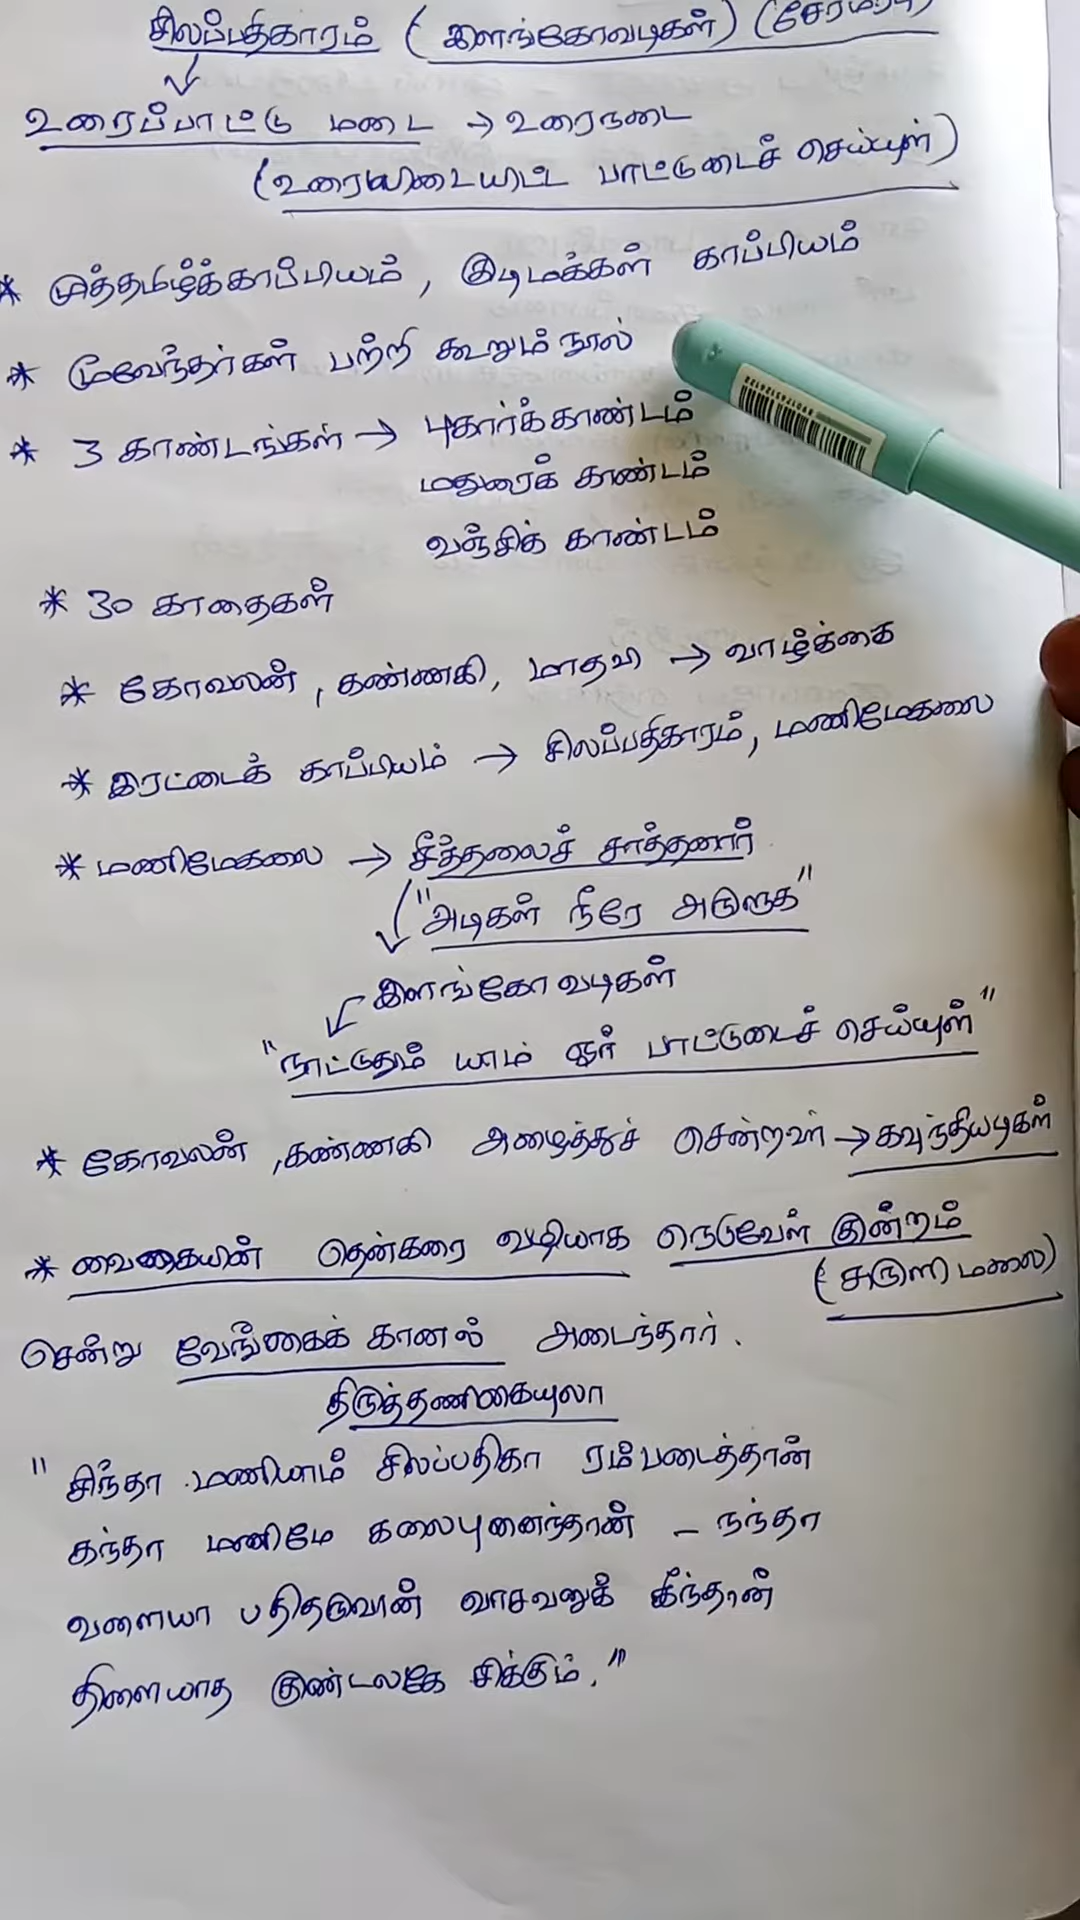 சிலப்பதிகாரம் (இளங்கோவடிகள்) (சேரமரபு)
உரைப்பாட்டு மடை → உரைநடை
(உரையிடையிட்ட பாட்டுடைச் செய்யுள்)
* முத்தமிழ்க்காப்பியம், குடிமக்கள் காப்பியம்
* மூவேந்தர்கள் பற்றி கூறும் நூல்
* 3 காண்டங்கள் → புகார்க்காண்டம்
மதுரைக் காண்டம்
வஞ்சிக் காண்டம்
* 30 காதைகள்
* கோவலன், கண்ணகி, மாதவி → வாழ்க்கை
* இரட்டைக் காப்பியம் → சிலப்பதிகாரம், மணிமேகலை
* மணிமேகலை → சீத்தலைச் சாத்தனார்
"அடிகள் நீரே அருளுக"
இளங்கோவடிகள்
"நாட்டுதும் யாம் ஓர் பாட்டுடைச் செய்யுள்"
* கோவலன், கண்ணகி அழைத்துச் சென்றவர் → கவுந்தியடிகள்
* வைகையின் தென்கரை வழியாக நெடுவேள் குன்றம்
(சுருளி மலை)
சென்று வேங்கைக் கானல் அடைந்தார்.
திருத்தணிகையுலா
"சிந்தா மணியாம் சிலப்பதிகா ரம்படைத்தான்
கந்தா மணிமே கலைபுனைந்தான் – நந்தா
வளையா பதிதருவான் வாசவனுக் கீந்தான்
திளையாத குண்டலகே சிக்கும்."